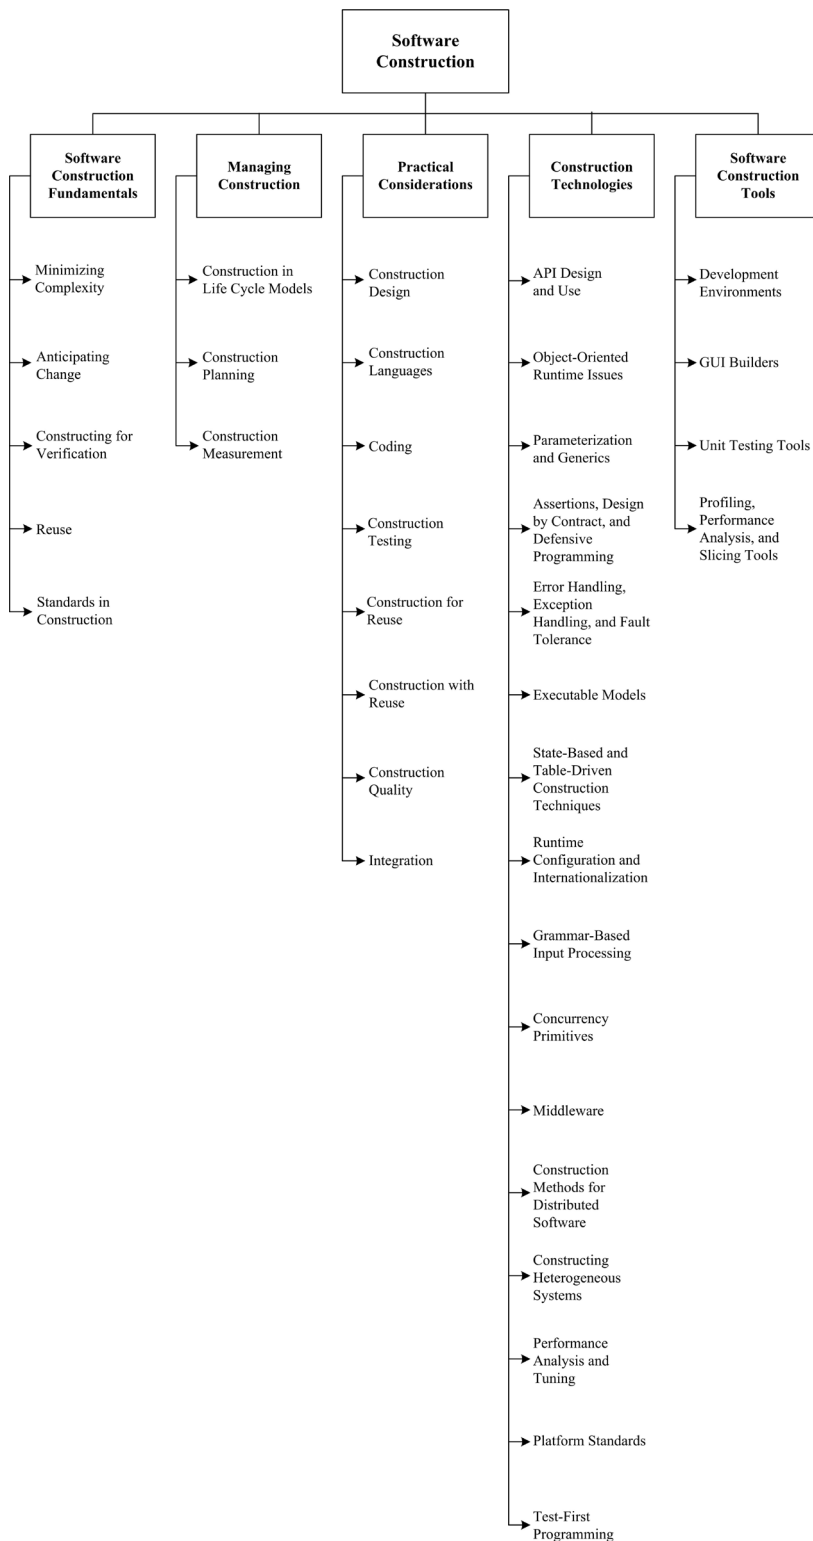 Software
Construction
Software
Construction
Fundamentals
Managing
Construction
Practical
Considerations
Construction
Technologies
Software
Construction
Tools
Minimizing
Complexity
Anticipating
Change
Constructing for
Verification
Reuse
Standards in
Construction
Construction in
Life Cycle Models
Construction
Planning
Construction
Measurement
Construction
Design
Construction
Languages
Coding
Construction
Testing
Construction for
Reuse
Construction with
Reuse
Construction
Quality
Integration
API Design
and Use
Object-Oriented
Runtime Issues
Parameterization
and Generics
Assertions, Design
by Contract, and
Defensive
Programming
Error Handling,
Exception
Handling, and Fault
Tolerance
Executable Models
State-Based and
Table-Driven
Construction
Techniques
Runtime
Configuration and
Internationalization
Grammar-Based
Input Processing
Concurrency
Primitives
Middleware
Construction
Methods for
Distributed
Software
Constructing
Heterogeneous
Systems
Performance
Analysis and
Tuning
Platform Standards
Test-First
Programming
Development
Environments
GUI Builders
Unit Testing Tools
Profiling,
Performance
Analysis, and
Slicing Tools